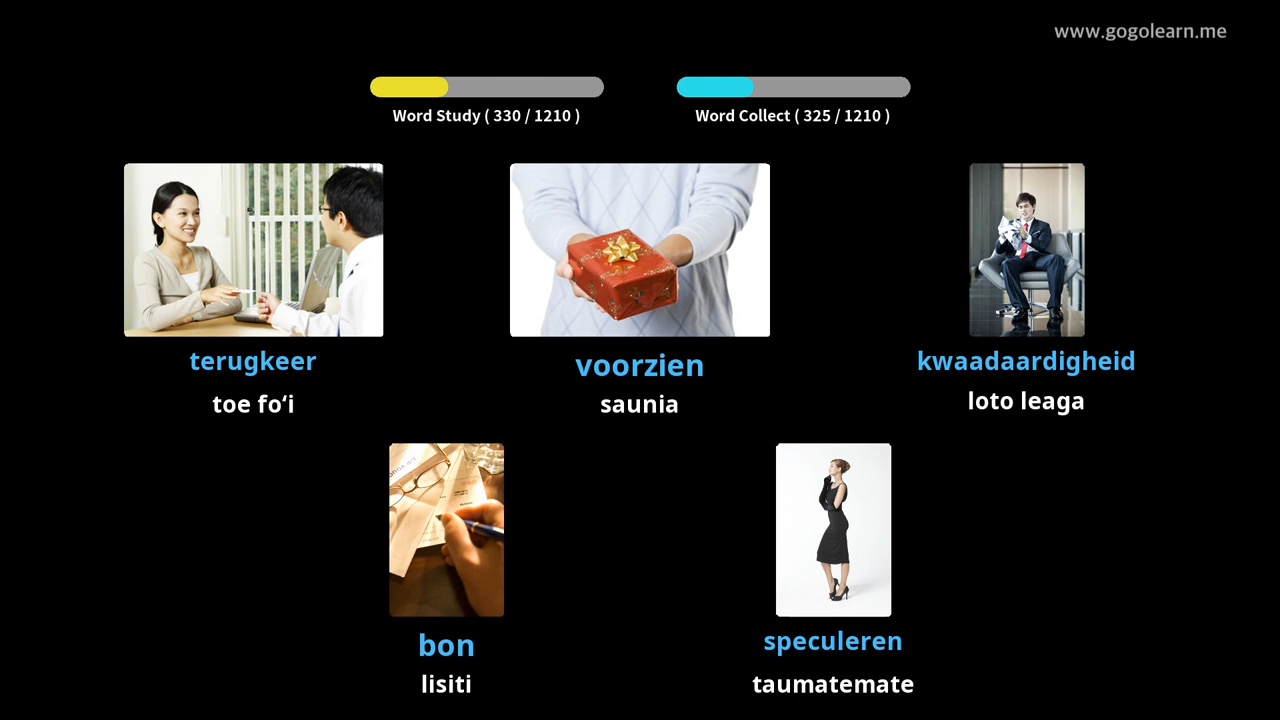 www.gogolearn.me
Word Study ( 330 / 1210 )
Word Collect ( 325 / 1210 )
terugkeer
toe foʻi
voorzien
saunia
kwaadaardigheid
loto leaga
bon
lisiti
speculeren
taumatemate